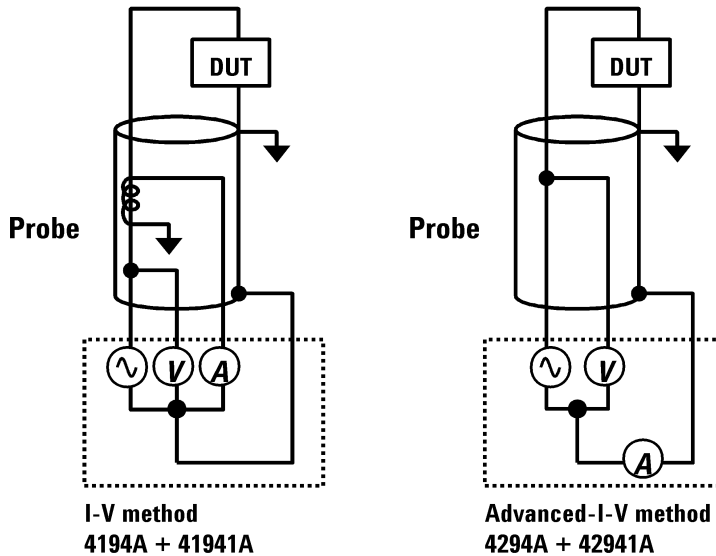 DUT
Probe
V
A
I-V method
4194A + 41941A
DUT
Probe
V
A
Advanced-I-V method
4294A + 42941A